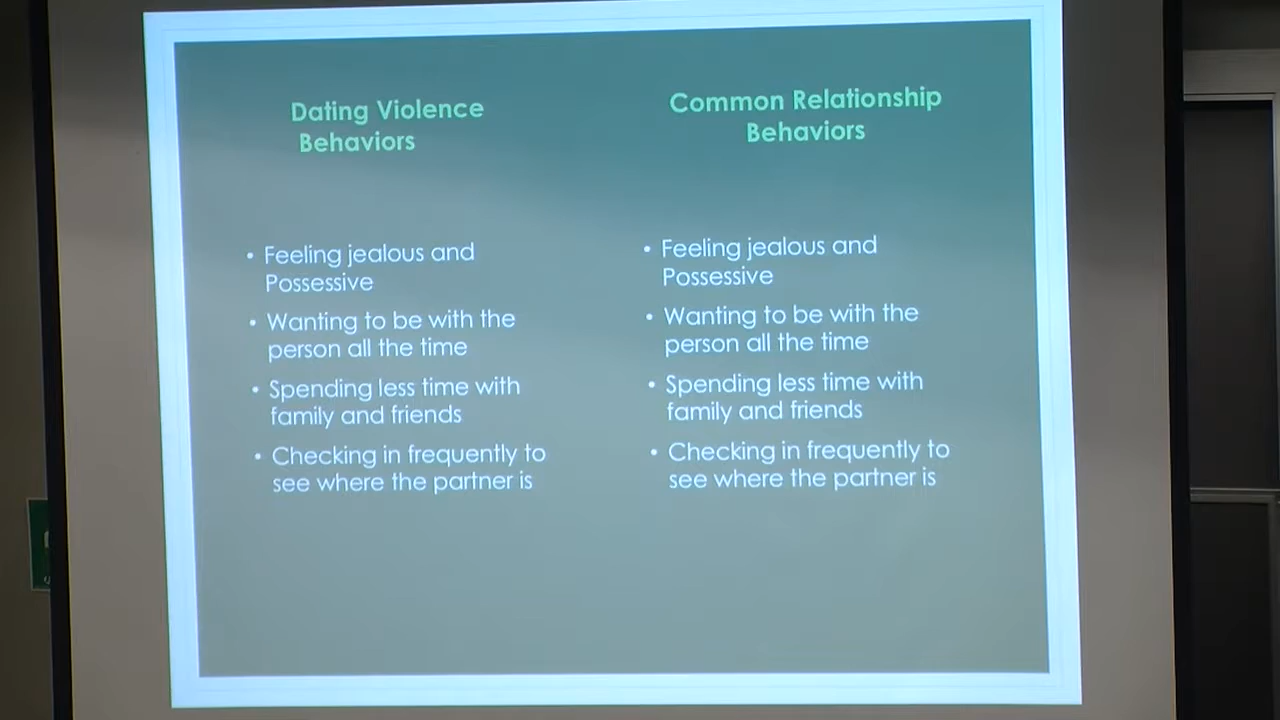 Dating Violence
Behaviors
• Feeling jealous and
Possessive
• Wanting to be with the
person all the time
• Spending less time with
family and friends
• Checking in frequently to
see where the partner is
Common Relationship
Behaviors
• Feeling jealous and
Possessive
• Wanting to be with the
person all the time
• Spending less time with
family and friends
• Checking in frequently to
see where the partner is